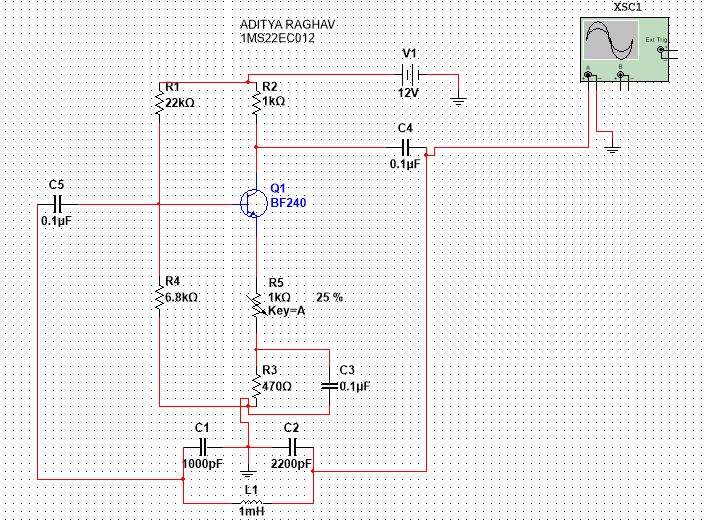 XSC1
ADITYA RAGHAV
1MS22EC012
Ext Trig
V1
A
B
12V
R1
22kΩ
R2
1kΩ
C4
0.1µF
C5
0.1µF
Q1
BF240
R4
6.8kΩ
R5
1kΩ 25 %
Key=A
R3
470Ω
C3
0.1µF
C1
1000pF
C2
2200pF
L1
1mH